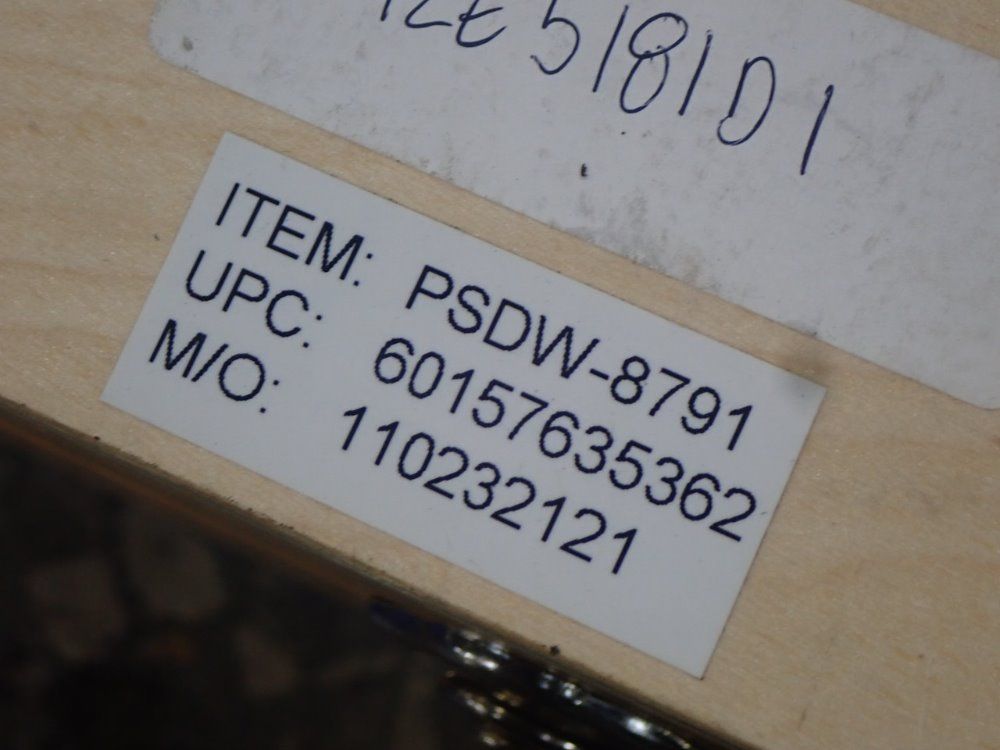 ITEM: PSDW-8791
UPC: 60157635362
M/O: 110232121